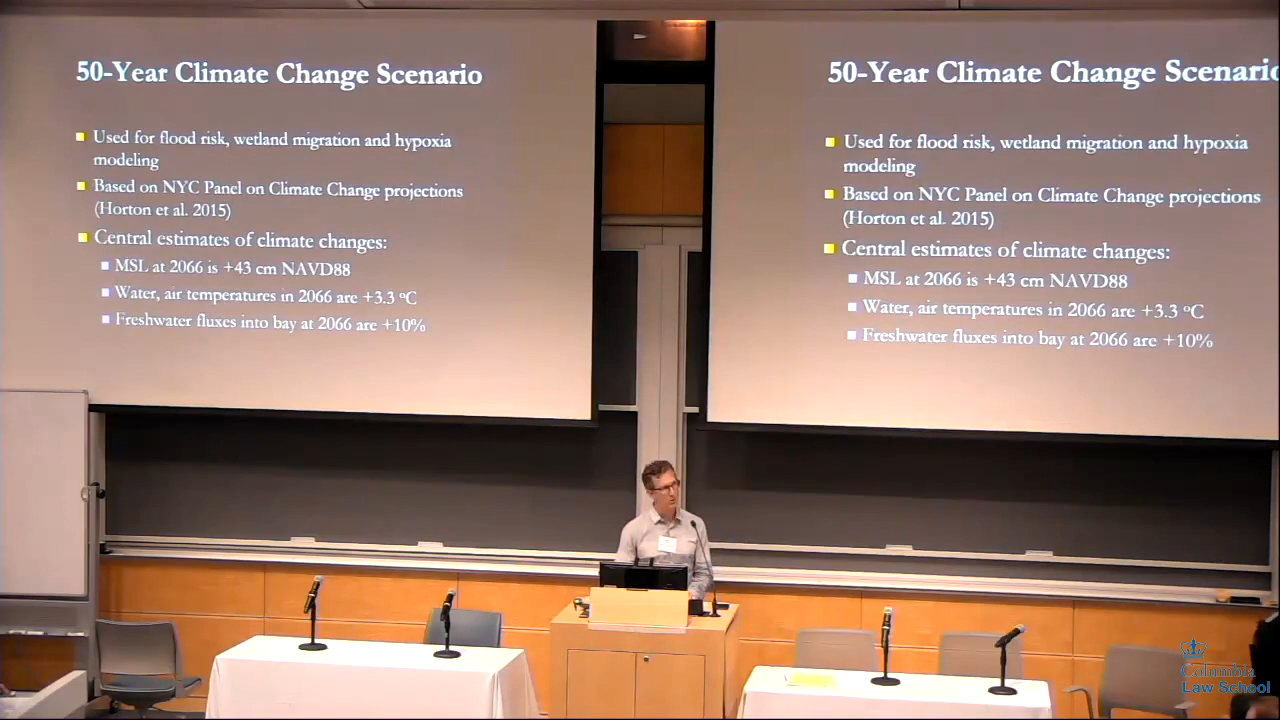 50-Year Climate Change Scenario
Used for flood risk, wetland migration and hypoxia
modeling
Based on NYC Panel on Climate Change projections
(Horton et al. 2015)
Central estimates of climate changes:
MSL at 2066 is +43 cm NAVD88
Water, air temperatures in 2066 are +3.3 ºC
Freshwater fluxes into bay at 2066 are +10%
50-Year Climate Change Scenario
Used for flood risk, wetland migration and hypoxia
modeling
Based on NYC Panel on Climate Change projections
(Horton et al. 2015)
Central estimates of climate changes:
MSL at 2066 is +43 cm NAVD88
Water, air temperatures in 2066 are +3.3 ºC
Freshwater fluxes into bay at 2066 are +10%
Columbia
Law School